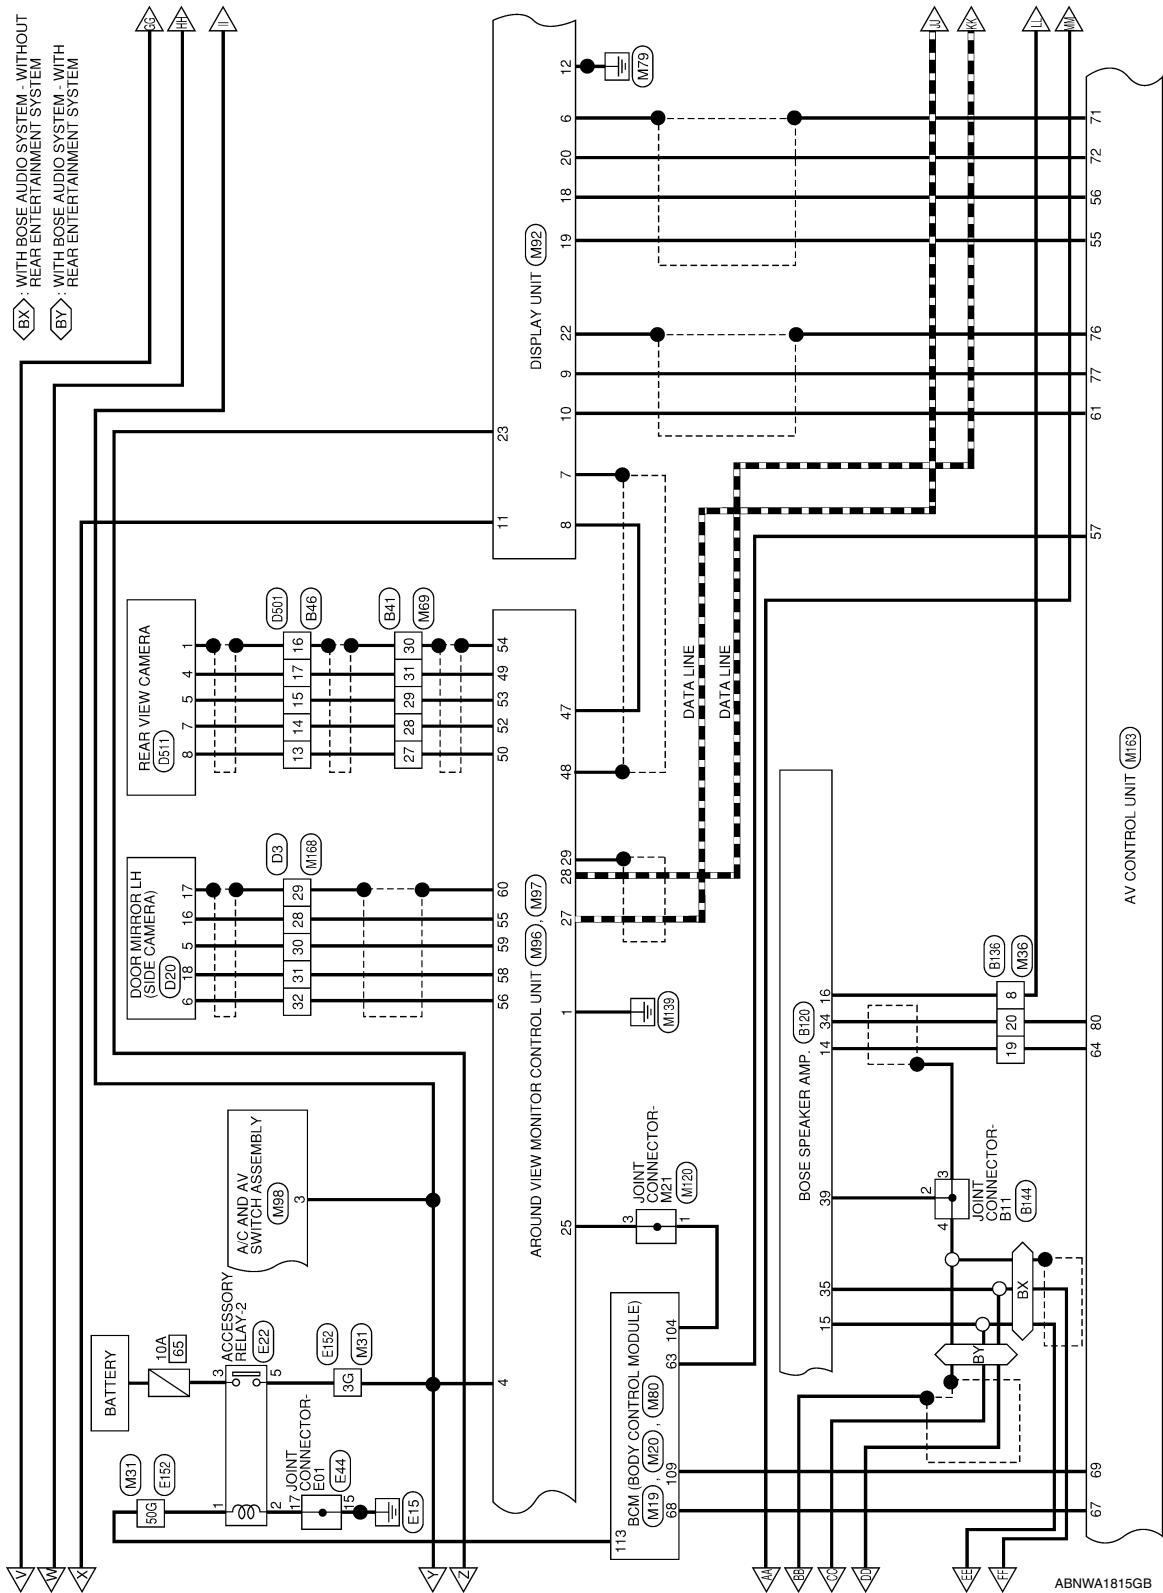 BX : WITH BOSE AUDIO SYSTEM - WITHOUT
REAR ENTERTAINMENT SYSTEM
BY : WITH BOSE AUDIO SYSTEM - WITH
REAR ENTERTAINMENT SYSTEM
GG
HH
II
JJ
KK
LL
MM
DISPLAY UNIT M92
12
6
20
18
19
22
9
10
7
8
23
11
M79
REAR VIEW CAMERA
D511
1
4
5
7
8
D501
B46
16
17
15
14
13
B41
M69
30
31
29
28
27
54
49
53
52
50
DOOR MIRROR LH
(SIDE CAMERA)
D20
17
16
5
18
6
D3
M168
29
28
30
31
32
60
55
59
58
56
AROUND VIEW MONITOR CONTROL UNIT M96 , M97
47
48
29
28
27
1
25
4
M139
DATA LINE
DATA LINE
A/C AND AV
SWITCH ASSEMBLY
M98
3
BATTERY
10A
65
ACCESSORY
RELAY-2
E22
3
5
1
2
E152
M31
3G
M31
E152
50G
JOINT
CONNECTOR-
E01
E44
17
15
E15
JOINT
CONNECTOR-
M21
M120
3
1
BCM (BODY CONTROL MODULE)
M19 , M20 , M80
104
63
109
68
113
BOSE SPEAKER AMP. B120
16
34
14
39
35
15
B136
M36
8
20
19
JOINT
CONNECTOR-
B11
B144
2
3
4
BX
BY
AV CONTROL UNIT M163
71
72
56
55
76
77
61
57
80
64
69
67
V
W
X
Y
Z
AA
BB
CC
DD
EE
FF
ABNWA1815GB